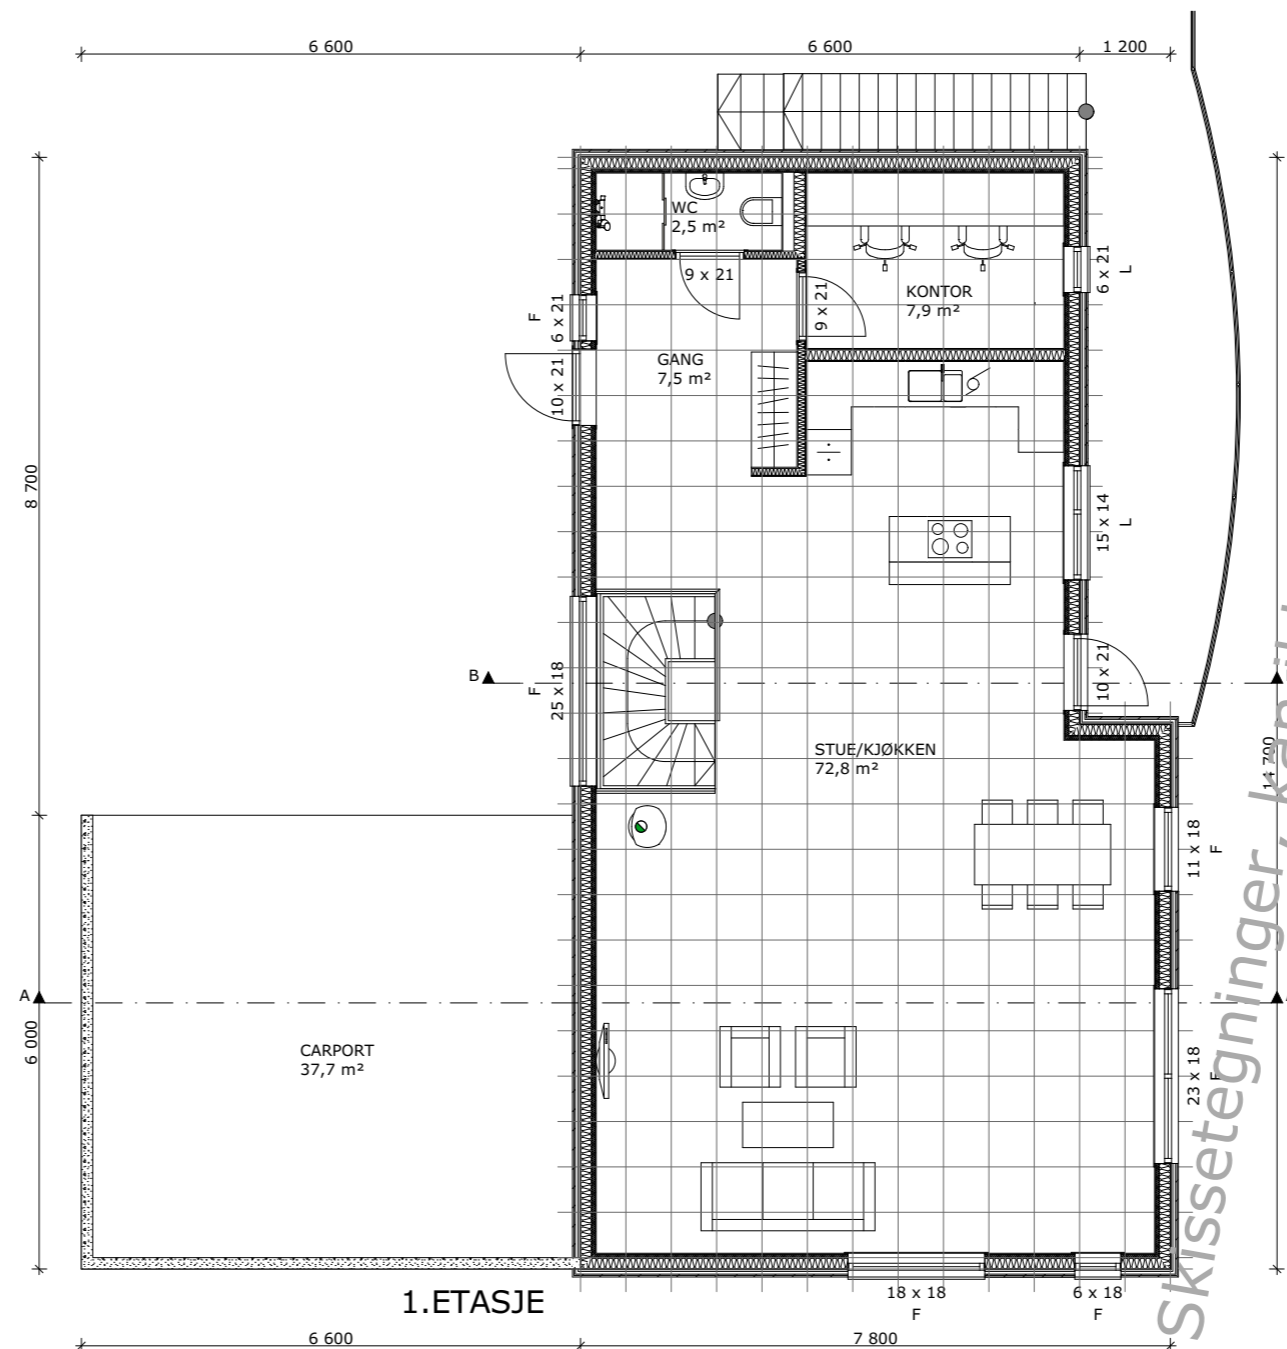 6 600
6 600
1 200
WC
2,5 m²
9 x 21
KONTOR
7,9 m²
9 x 21
6 x 21
L
F
6 x 21
GANG
7,5 m²
10 x 21
8 700
15 x 14
L
B
F
25 x 18
10 x 21
STUE/KJØKKEN
72,8 m²
14 700
11 x 18
F
A
6 000
CARPORT
37,7 m²
23 x 18
F
Skissetegninger,
18 x 18
F
6 x 18
F
1.ETASJE
6 600
7 800